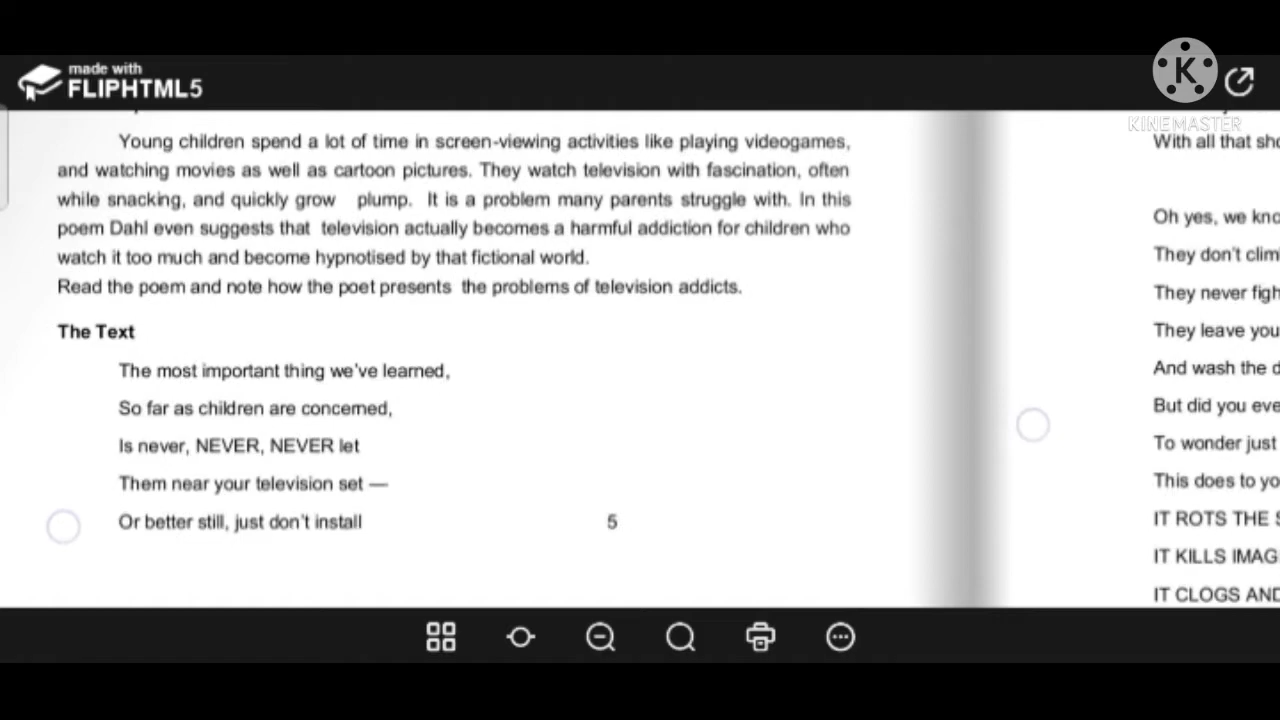 made with
FLIPHTML5
K
KINEMASTER
Young children spend a lot of time in screen-viewing activities like playing videogames,
and watching movies as well as cartoon pictures. They watch television with fascination, often
while snacking, and quickly grow plump. It is a problem many parents struggle with. In this
poem Dahl even suggests that television actually becomes a harmful addiction for children who
watch it too much and become hypnotised by that fictional world.
Read the poem and note how the poet presents the problems of television addicts.
The Text
The most important thing we've learned,
So far as children are concerned,
Is never, NEVER, NEVER let
Them near your television set —
Or better still, just don't install
5
With all that
Oh yes, we
They don't
They never
They leave you
And wash the
But did you
To wonder just
This does to
IT ROTS THE
IT KILLS
IT CLOGS